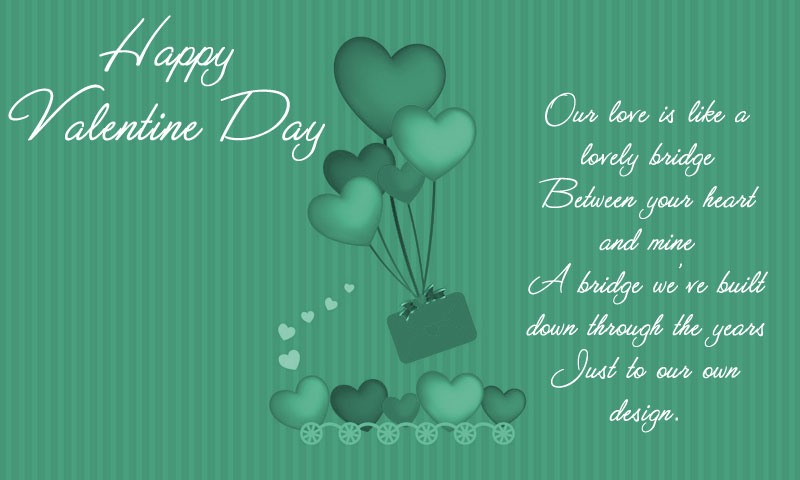 Happy
Valentine Day
Our love is like a
lovely bridge
Between your heart
and mine
A bridge we've built
down through the years
Just to our own
design.